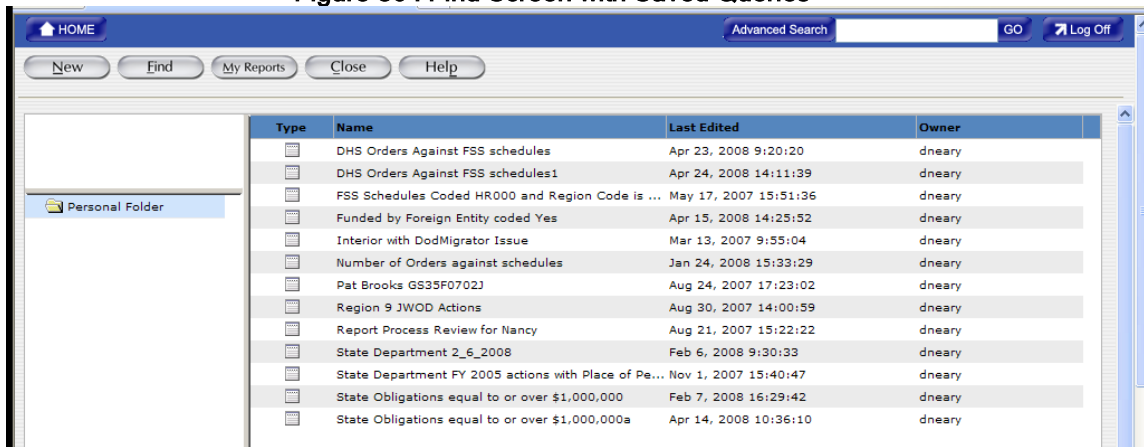 Figure 36: Find Screen with Saved Queries
HOME Advanced Search GO Log Off
New Find My Reports Close Help
Type Name Last Edited Owner
DHS Orders Against FSS schedules Apr 23, 2008 9:20:20 dneary
DHS Orders Against FSS schedules1 Apr 24, 2008 14:11:39 dneary
FSS Schedules Coded HR000 and Region Code is ... May 17, 2007 15:51:36 dneary
Personal Folder
Funded by Foreign Entity coded Yes Apr 15, 2008 14:25:52 dneary
Interior with DodMigrator Issue Mar 13, 2007 9:55:04 dneary
Number of Orders against schedules Jan 24, 2008 15:33:29 dneary
Pat Brooks GS35F0702J Aug 24, 2007 17:23:02 dneary
Region 9 JWOD Actions Aug 30, 2007 14:00:59 dneary
Report Process Review for Nancy Aug 21, 2007 15:22:22 dneary
State Department 2_6_2008 Feb 6, 2008 9:30:33 dneary
State Department FY 2005 actions with Place of Pe... Nov 1, 2007 15:40:47 dneary
State Obligations equal to or over $1,000,000 Feb 7, 2008 16:29:42 dneary
State Obligations equal to or over $1,000,000a Apr 14, 2008 10:36:10 dneary